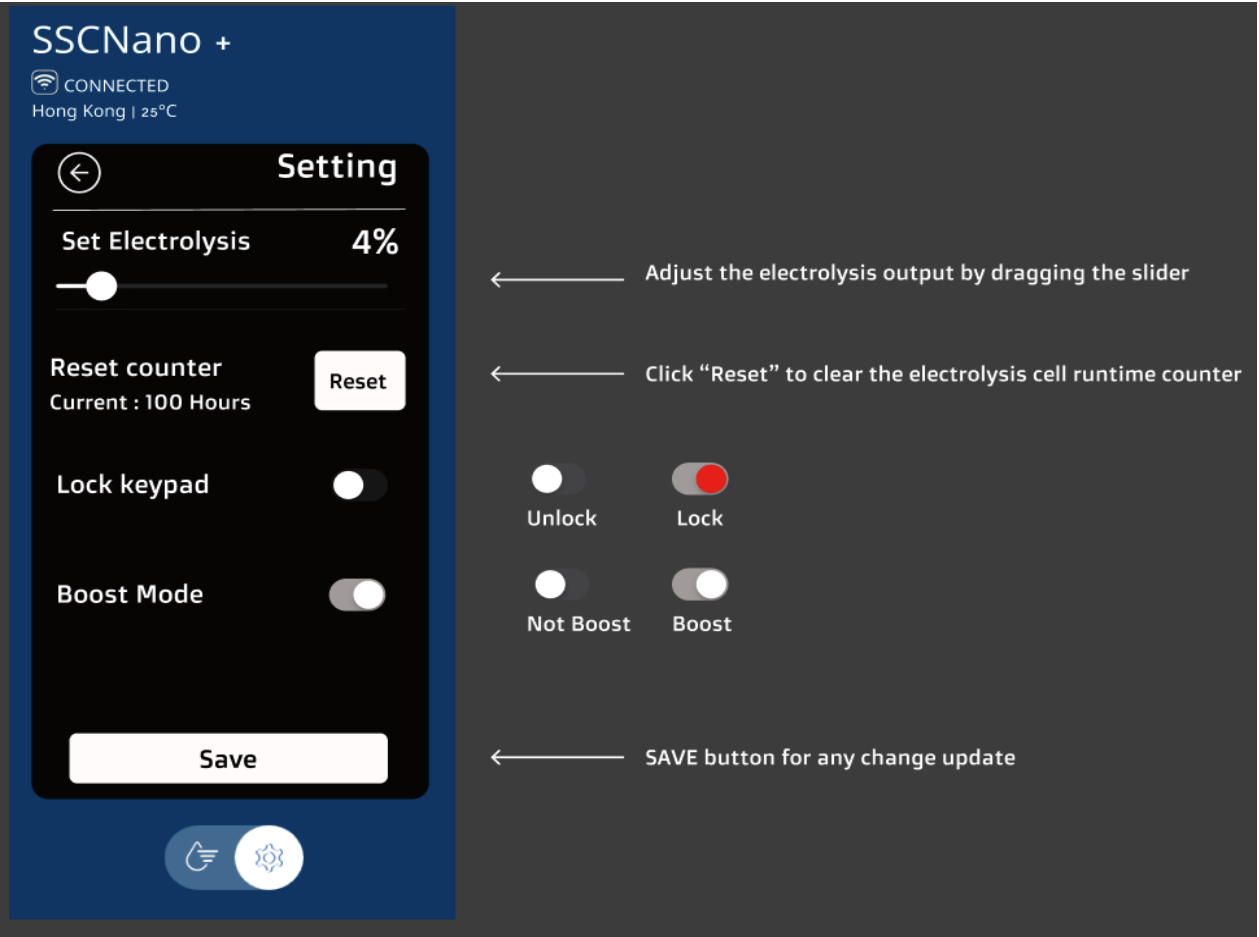 SSCNano +
CONNECTED
Hong Kong | 25°C
Setting
Set Electrolysis 4%
Adjust the electrolysis output by dragging the slider
Reset counter
Current : 100 Hours
Reset
Click “Reset” to clear the electrolysis cell runtime counter
Lock keypad
Unlock Lock
Boost Mode
Not Boost Boost
Save
SAVE button for any change update